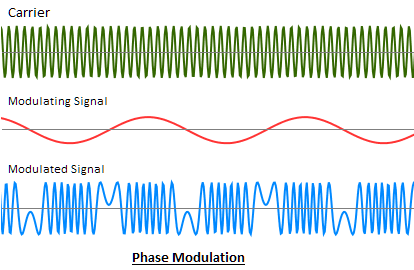 Carrier
Modulating Signal
Modulated Signal
Phase Modulation